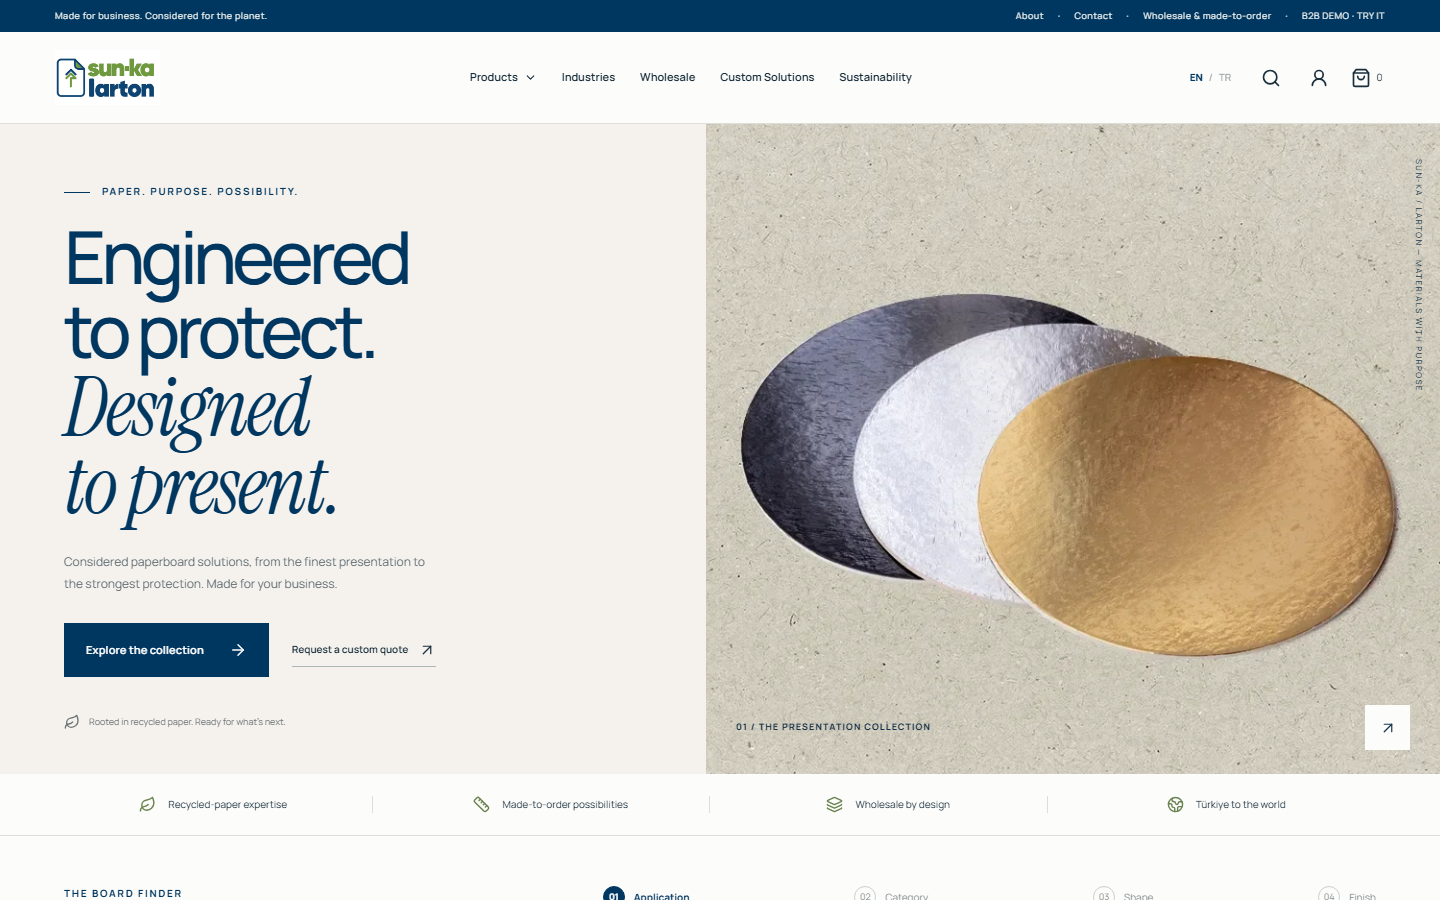 Made for business. Considered for the planet.
About · Contact · Wholesale & made-to-order · B2B DEMO · TRY IT
sun-ka
larton
Products Industries Wholesale Custom Solutions Sustainability
EN / TR
0
PAPER. PURPOSE. POSSIBILITY.
Engineered
to protect.
Designed
to present.
Considered paperboard solutions, from the finest presentation to
the strongest protection. Made for your business.
Explore the collection
Request a custom quote
Rooted in recycled paper. Ready for what's next.
SUN-KA / LARTON — MATERIALS WITH PURPOSE
01 / THE PRESENTATION COLLECTION
Recycled-paper expertise
Made-to-order possibilities
Wholesale by design
Türkiye to the world
THE BOARD FINDER
01 Application
02 Category
03 Shape
04 Finish